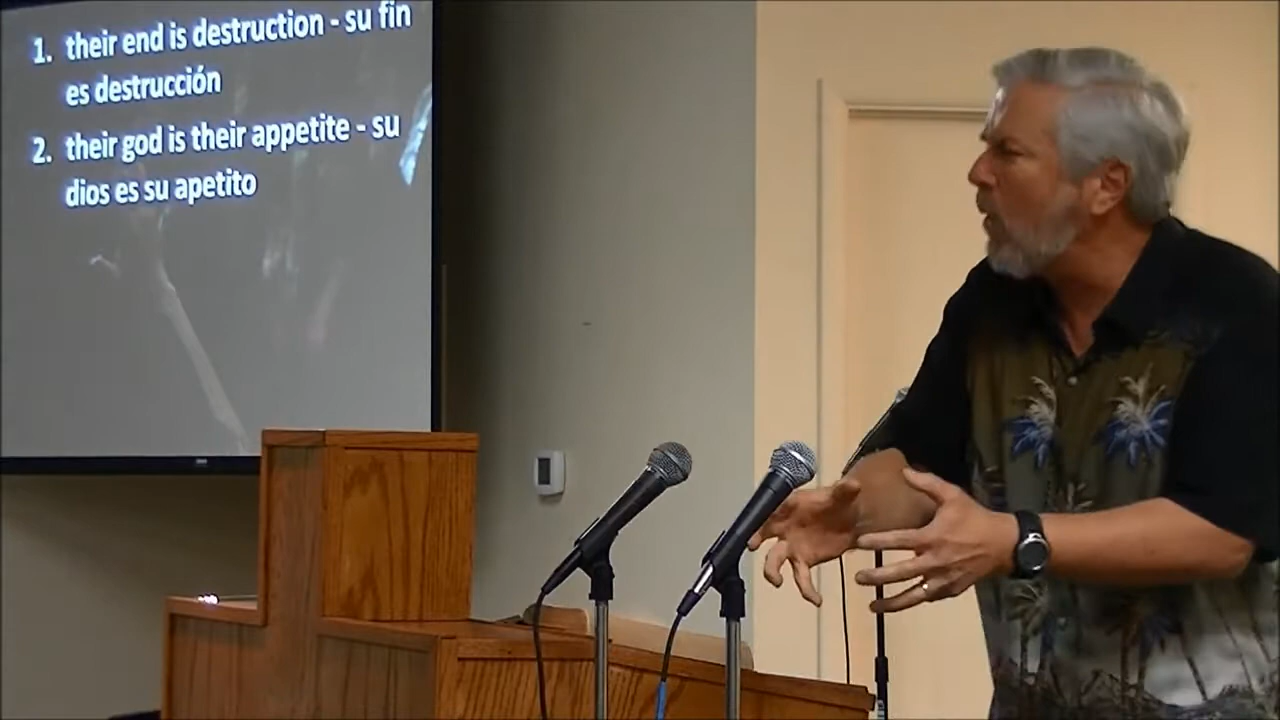 1. their end is destruction - su fin
es destrucción
2. their god is their appetite - su
dios es su apetito